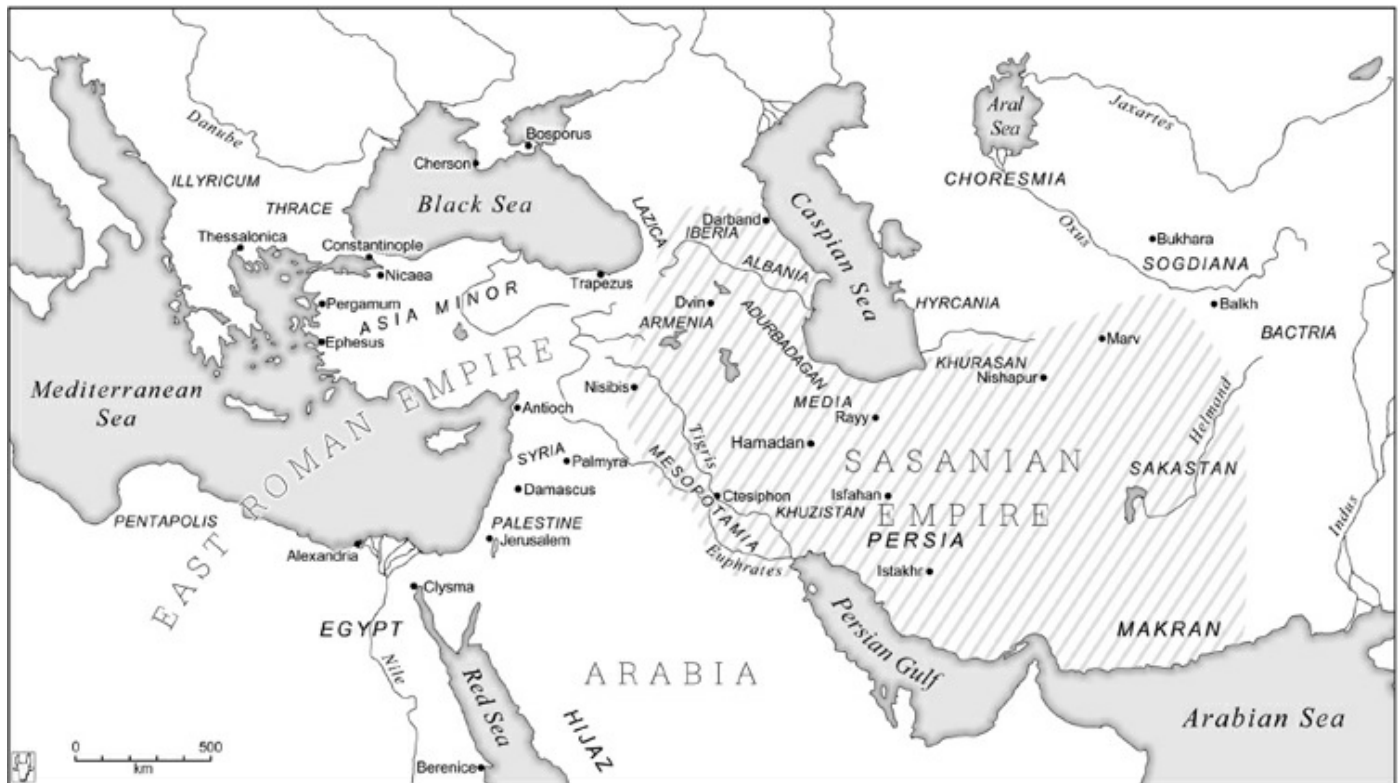 Aral
Sea
Jaxartes
Danube
Bosporus
Cherson
CHORESMIA
ILLYRICUM
THRACE
Black Sea
LAZICA
Darband
IBERIA
Caspian Sea
Oxus
Bukhara
SOGDIANA
Thessalonica
Constantinople
Nicaea
Trapezus
ALBANIA
Pergamum
ASIA MINOR
Dvin
ARMENIA
ADURBADAGAN
HYRCANIA
Balkh
BACTRIA
Ephesus
Marv
KHURASAN
Nishapur
Mediterranean
Sea
EAST ROMAN EMPIRE
Antioch
Nisibis
MEDIA
Rayy
Helmand
Tigris
Hamadan
SYRIA
Palmyra
MESOPOTAMIA
SASANIAN
EMPIRE
SAKASTAN
Damascus
Ctesiphon
Isfahan
KHUZISTAN
Indus
PENTAPOLIS
PALESTINE
Jerusalem
PERSIA
Alexandria
Euphrates
Istakhr
Clysma
EGYPT
Nile
Persian Gulf
MAKRAN
ARABIA
Red Sea
HIJAZ
Arabian Sea
0 500
km
Berenice